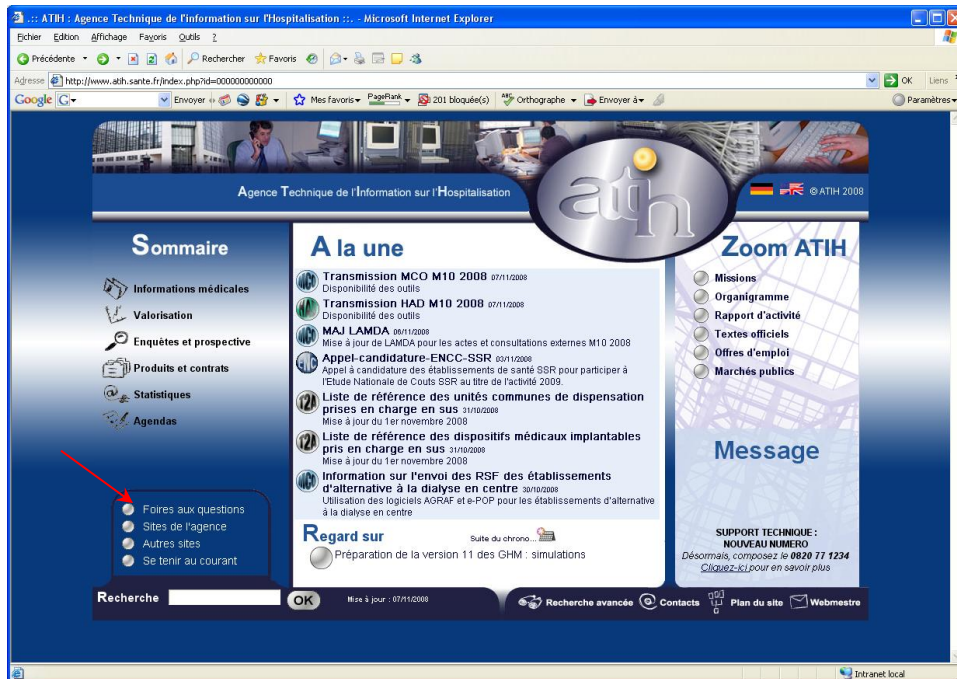 .:: ATIH : Agence Technique de l'information sur l'Hospitalisation ::. - Microsoft Internet Explorer
Fichier Edition Affichage Favoris Outils ?
Précédente Rechercher Favoris
Adresse http://www.atih.sante.fr/index.php?id=000000000000 OK Liens
Google G Envoyer Mes favoris PageRank 201 bloquée(s) Orthographe Envoyer à Paramètres
Agence Technique de l'Information sur l'Hospitalisation
atih
© ATIH 2008
Sommaire
Informations médicales
Valorisation
Enquêtes et prospective
Produits et contrats
Statistiques
Agendas
Foires aux questions
Sites de l'agence
Autres sites
Se tenir au courant
A la une
MCO Transmission MCO M10 2008 07/11/2008
Disponibilité des outils
HAD Transmission HAD M10 2008 07/11/2008
Disponibilité des outils
MCO MAJ LAMDA 06/11/2008
Mise à jour de LAMDA pour les actes et consultations externes M10 2008
ENC Appel-candidature-ENCC-SSR 03/11/2008
Appel à candidature des établissements de santé SSR pour participer à
l'Etude Nationale de Couts SSR au titre de l'activité 2009.
T2A Liste de référence des unités communes de dispensation
prises en charge en sus 31/10/2008
Mise à jour du 1er novembre 2008
T2A Liste de référence des dispositifs médicaux implantables
pris en charge en sus 31/10/2008
Mise à jour du 1er novembre 2008
MCO Information sur l'envoi des RSF des établissements
d'alternative à la dialyse en centre 30/10/2008
Utilisation des logiciels AGRAF et e-POP pour les établissements d'alternative
à la dialyse en centre
Regard sur Suite du chrono...
Préparation de la version 11 des GHM : simulations
Zoom ATIH
Missions
Organigramme
Rapport d'activité
Textes officiels
Offres d'emploi
Marchés publics
Message
SUPPORT TECHNIQUE :
NOUVEAU NUMERO
Désormais, composez le 0820 77 1234
Cliquez-ici pour en savoir plus
Recherche OK Mise à jour : 07/11/2008 Recherche avancée Contacts Plan du site Webmestre
Intranet local